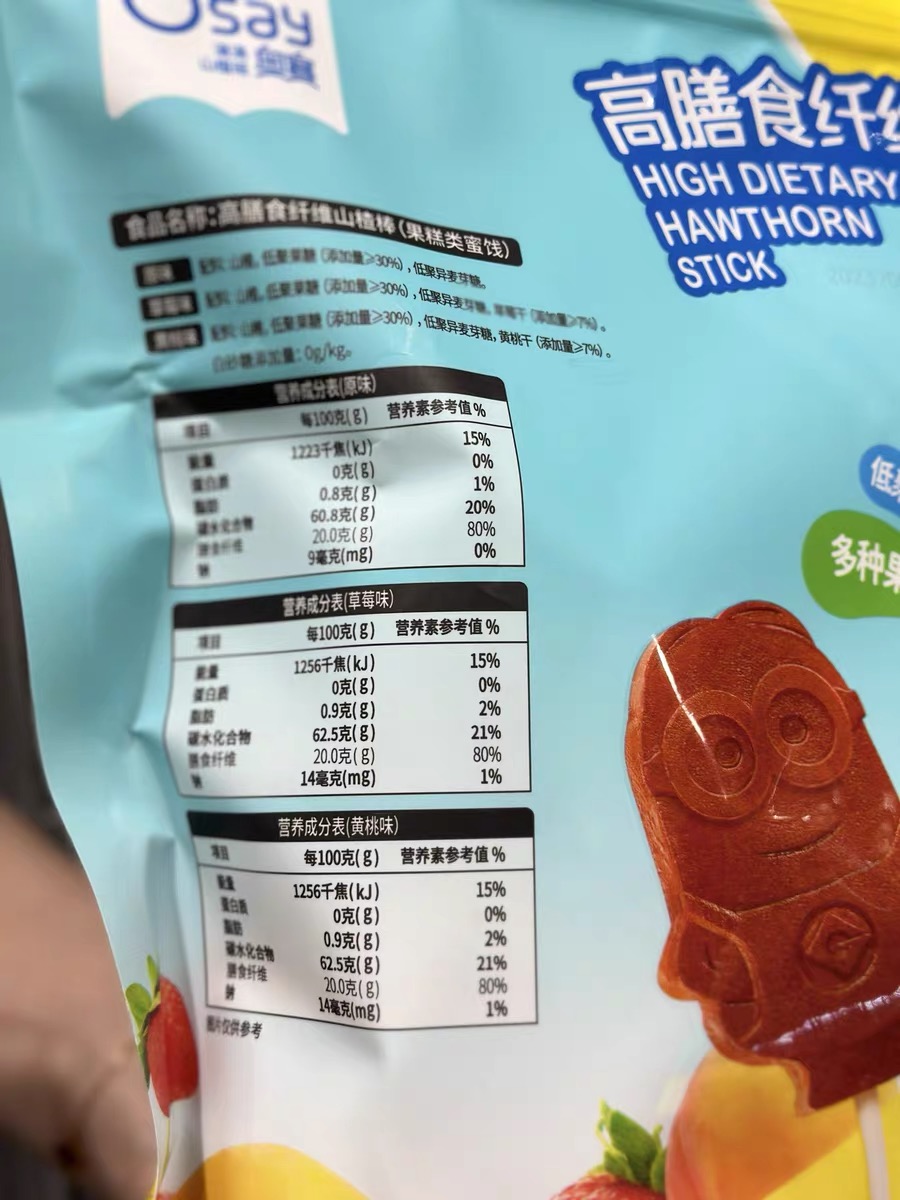 Osay
奥赛
高膳食纤维
HIGH DIETARY
HAWTHORN
STICK
食品名称：高膳食纤维山楂棒（果糕类蜜饯）
原味 配料：山楂，低聚果糖（添加量≥30%），低聚异麦芽糖。
草莓味 配料：山楂，低聚果糖（添加量≥30%），低聚异麦芽糖，草莓干（添加量≥7%）。
黄桃味 配料：山楂，低聚果糖（添加量≥30%），低聚异麦芽糖，黄桃干（添加量≥7%）。
白砂糖添加量：0g/kg。
营养成分表(原味)
项目 每100克(g) 营养素参考值%
能量 1223千焦(kJ) 15%
蛋白质 0克(g) 0%
脂肪 0.8克(g) 1%
碳水化合物 60.8克(g) 20%
膳食纤维 20.0克(g) 80%
钠 9毫克(mg) 0%
营养成分表(草莓味)
项目 每100克(g) 营养素参考值%
能量 1256千焦(kJ) 15%
蛋白质 0克(g) 0%
脂肪 0.9克(g) 2%
碳水化合物 62.5克(g) 21%
膳食纤维 20.0克(g) 80%
钠 14毫克(mg) 1%
营养成分表(黄桃味)
项目 每100克(g) 营养素参考值%
能量 1256千焦(kJ) 15%
蛋白质 0克(g) 0%
脂肪 0.9克(g) 2%
碳水化合物 62.5克(g) 21%
膳食纤维 20.0克(g) 80%
钠 14毫克(mg) 1%
图片仅供参考
低聚
多种果